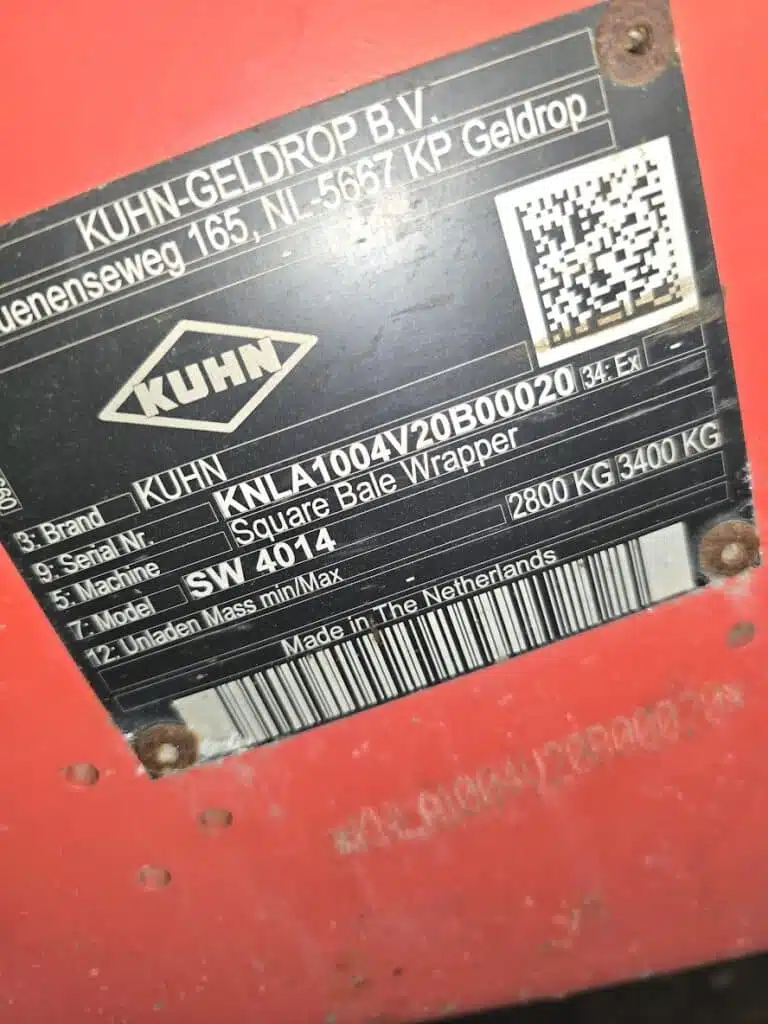 KUHN-GELDROP B.V.
uenenseweg 165, NL-5667 KP Geldrop
KUHN
3: Brand KUHN
9: Serial Nr. KNLA1004V20B00020 34: Ex -
5: Machine Square Bale Wrapper
7: Model SW 4014
12: Unladen Mass min/Max - 2800 KG 3400 KG
Made in The Netherlands
KNLA1004V20B00020*